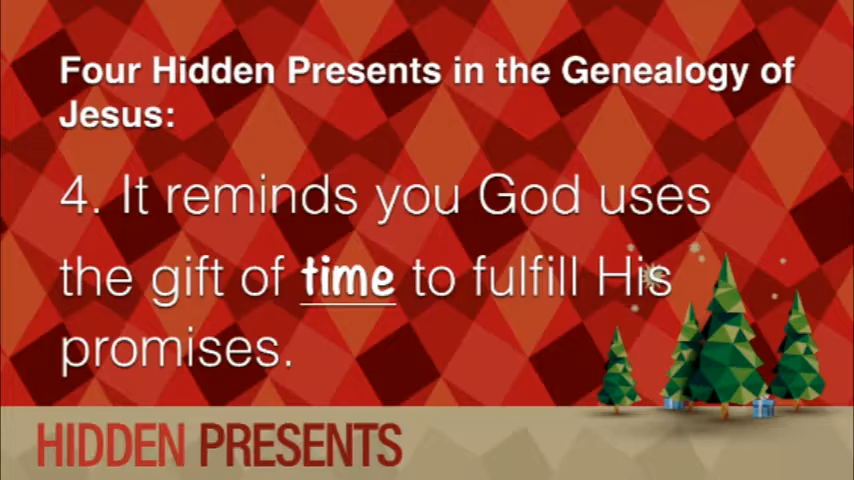 Four Hidden Presents in the Genealogy of
Jesus:
4. It reminds you God uses
the gift of time to fulfill His
promises.
HIDDEN PRESENTS